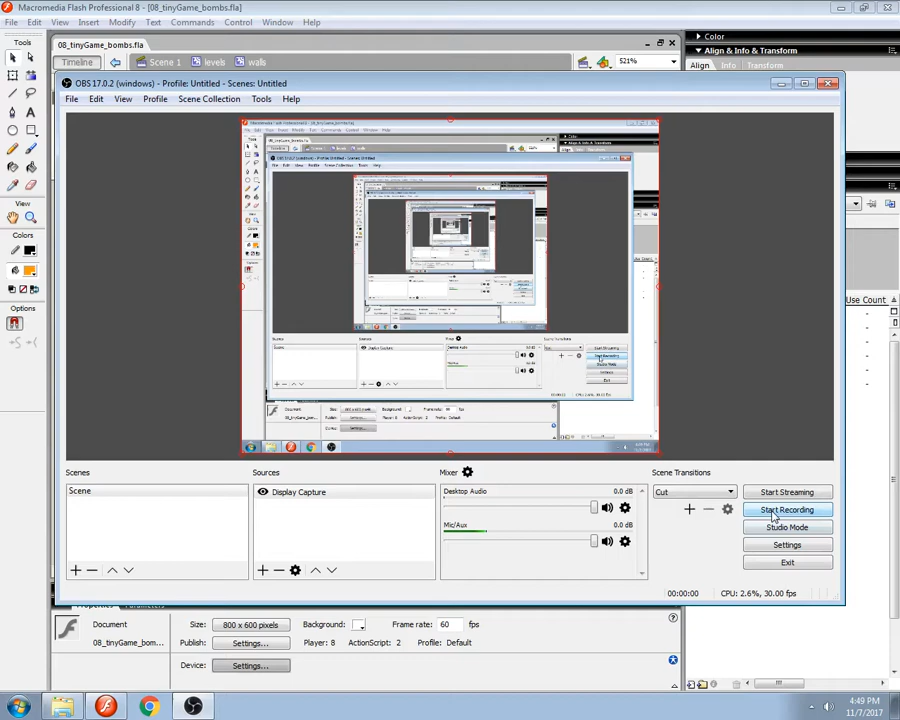 Macromedia Flash Professional 8 - [08_tinyGame_bombs.fla]
File Edit View Insert Modify Text Commands Control Window Help
Tools
08_tinyGame_bombs.fla
Color
Align & Info & Transform
Timeline Scene 1 levels walls 521%
Align Info Transform
OBS 17.0.2 (windows) - Profile: Untitled - Scenes: Untitled
File Edit View Profile Scene Collection Tools Help
View
Colors
Options
Use Count
Scenes Sources Mixer Scene Transitions
Scene
Display Capture
Desktop Audio 0.0 dB
Cut
Start Streaming
Start Recording
Mic/Aux 0.0 dB
Studio Mode
Settings
Exit
00:00:00 CPU: 2.6%, 30.00 fps
Document
08_tinyGame_bomb...
Size: 800 x 600 pixels Background: Frame rate: 60 fps
Publish: Settings... Player: 8 ActionScript: 2 Profile: Default
Device: Settings...
4:49 PM
11/7/2017